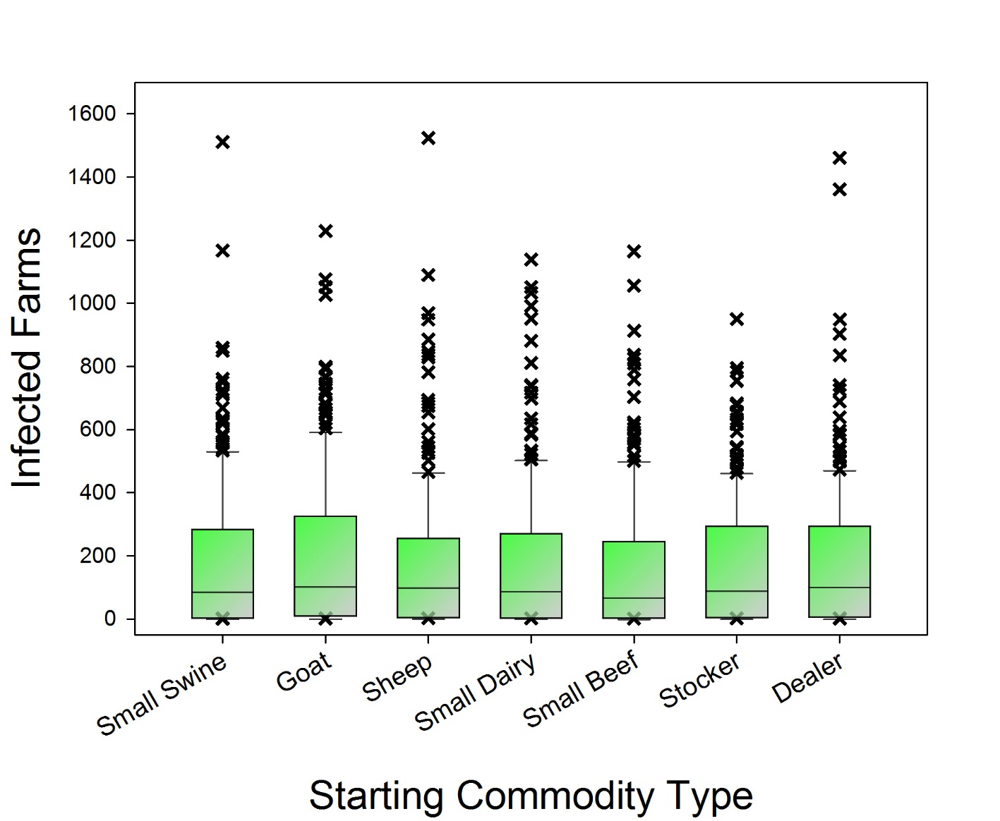 Infected Farms
1600
1400
1200
1000
800
600
400
200
0
Small Swine
Goat
Sheep
Small Dairy
Small Beef
Stocker
Dealer
Starting Commodity Type